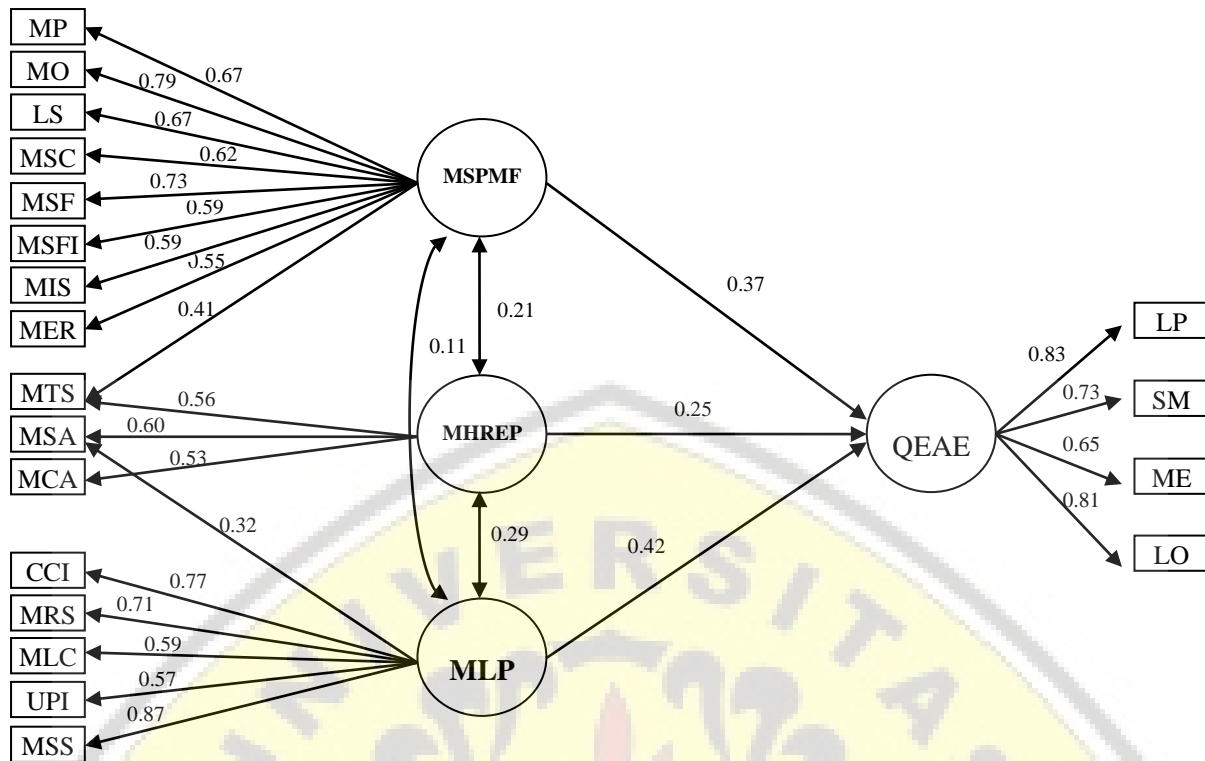 MP
MO
LS
MSC
MSF
MSFI
MIS
MER
MTS
MSA
MCA
CCI
MRS
MLC
UPI
MSS
0.67
0.79
0.67
0.62
0.73
0.59
0.59
0.55
0.41
0.56
0.60
0.53
0.32
0.77
0.71
0.59
0.57
0.87
MSPMF
MHREP
MLP
0.21
0.11
0.29
0.37
0.25
0.42
QEAE
0.83
0.73
0.65
0.81
LP
SM
ME
LO
UNIVERSITAS